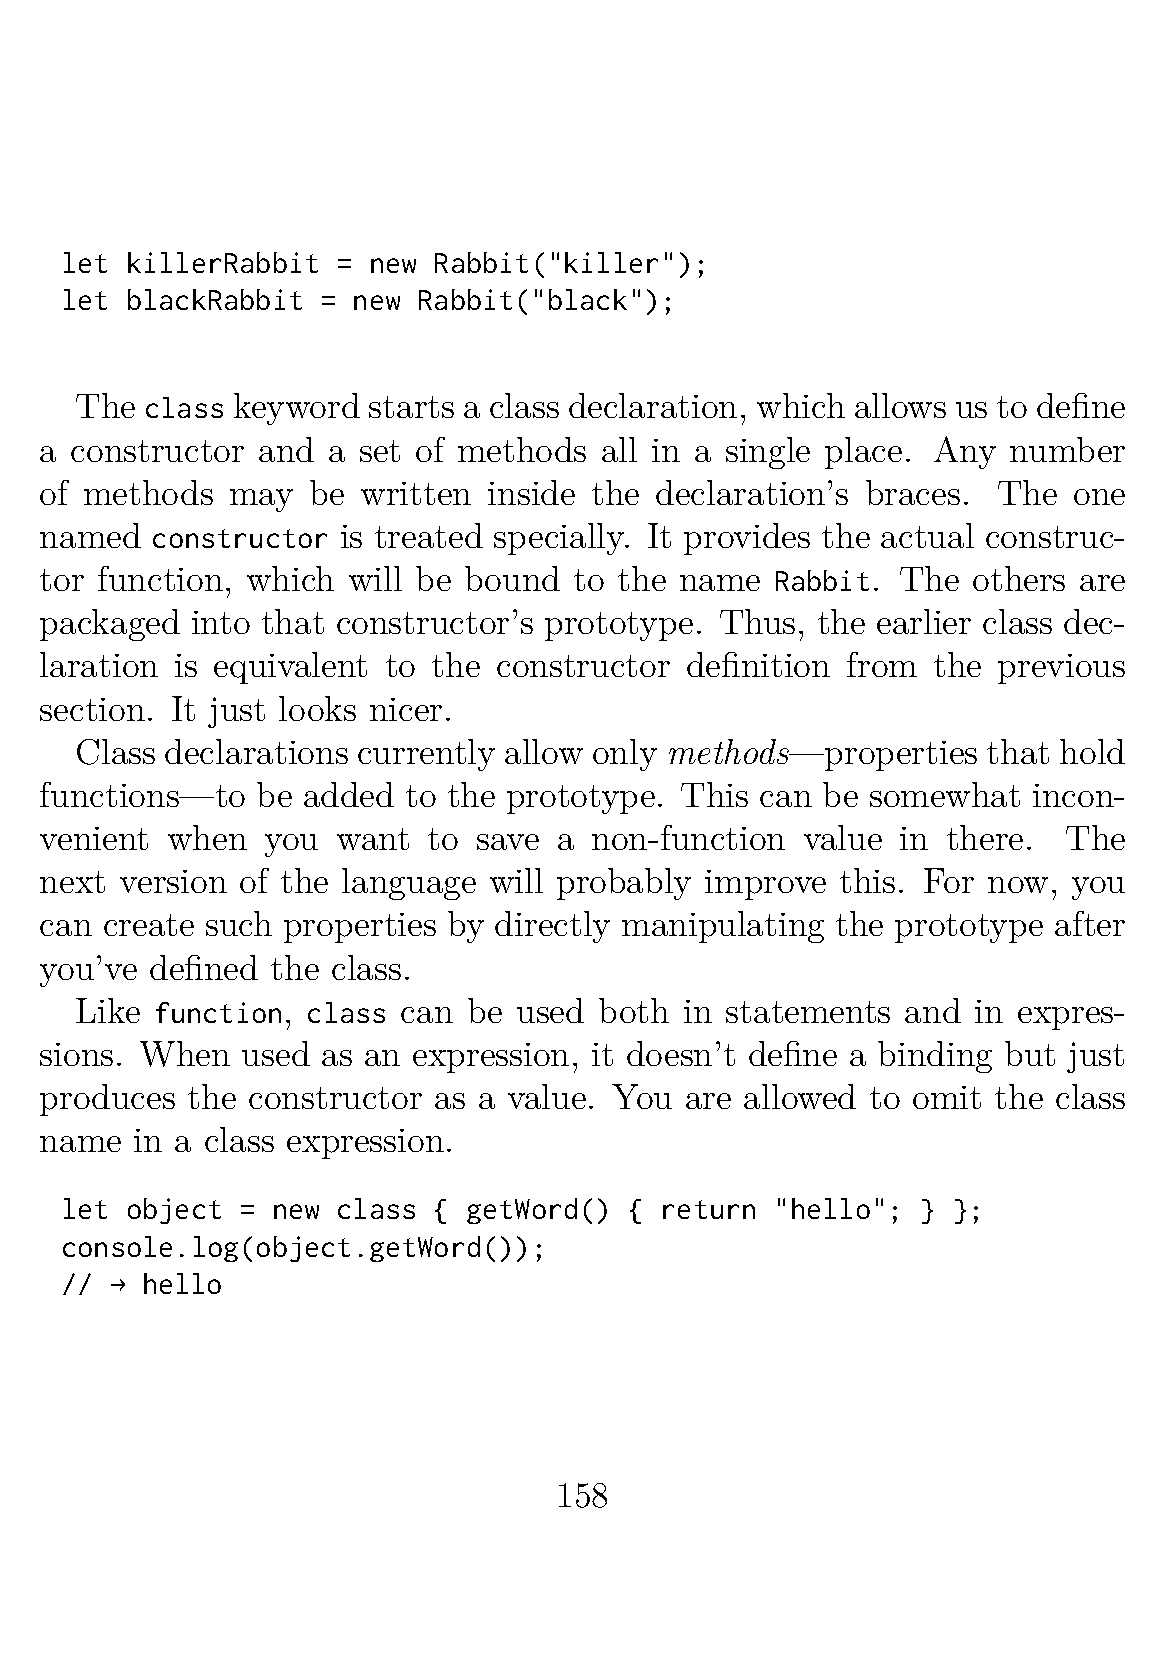 let killerRabbit = new Rabbit("killer");
let blackRabbit = new Rabbit("black");
The class keyword starts a class declaration, which allows us to define
a constructor and a set of methods all in a single place. Any number
of methods may be written inside the declaration's braces. The one
named constructor is treated specially. It provides the actual construc-
tor function, which will be bound to the name Rabbit. The others are
packaged into that constructor's prototype. Thus, the earlier class dec-
laration is equivalent to the constructor definition from the previous
section. It just looks nicer.
Class declarations currently allow only methods—properties that hold
functions—to be added to the prototype. This can be somewhat incon-
venient when you want to save a non-function value in there. The
next version of the language will probably improve this. For now, you
can create such properties by directly manipulating the prototype after
you've defined the class.
Like function, class can be used both in statements and in expres-
sions. When used as an expression, it doesn't define a binding but just
produces the constructor as a value. You are allowed to omit the class
name in a class expression.
let object = new class { getWord() { return "hello"; } };
console.log(object.getWord());
// → hello
158